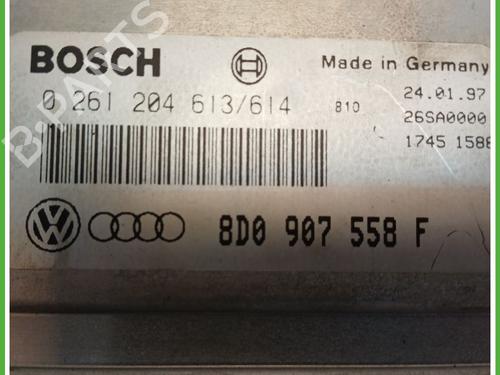 BOSCH
Made in Germany
0 261 204 613/614
810
24.01.97
26SA0000
1745 1588
8D0 907 558 F
B-PARTS